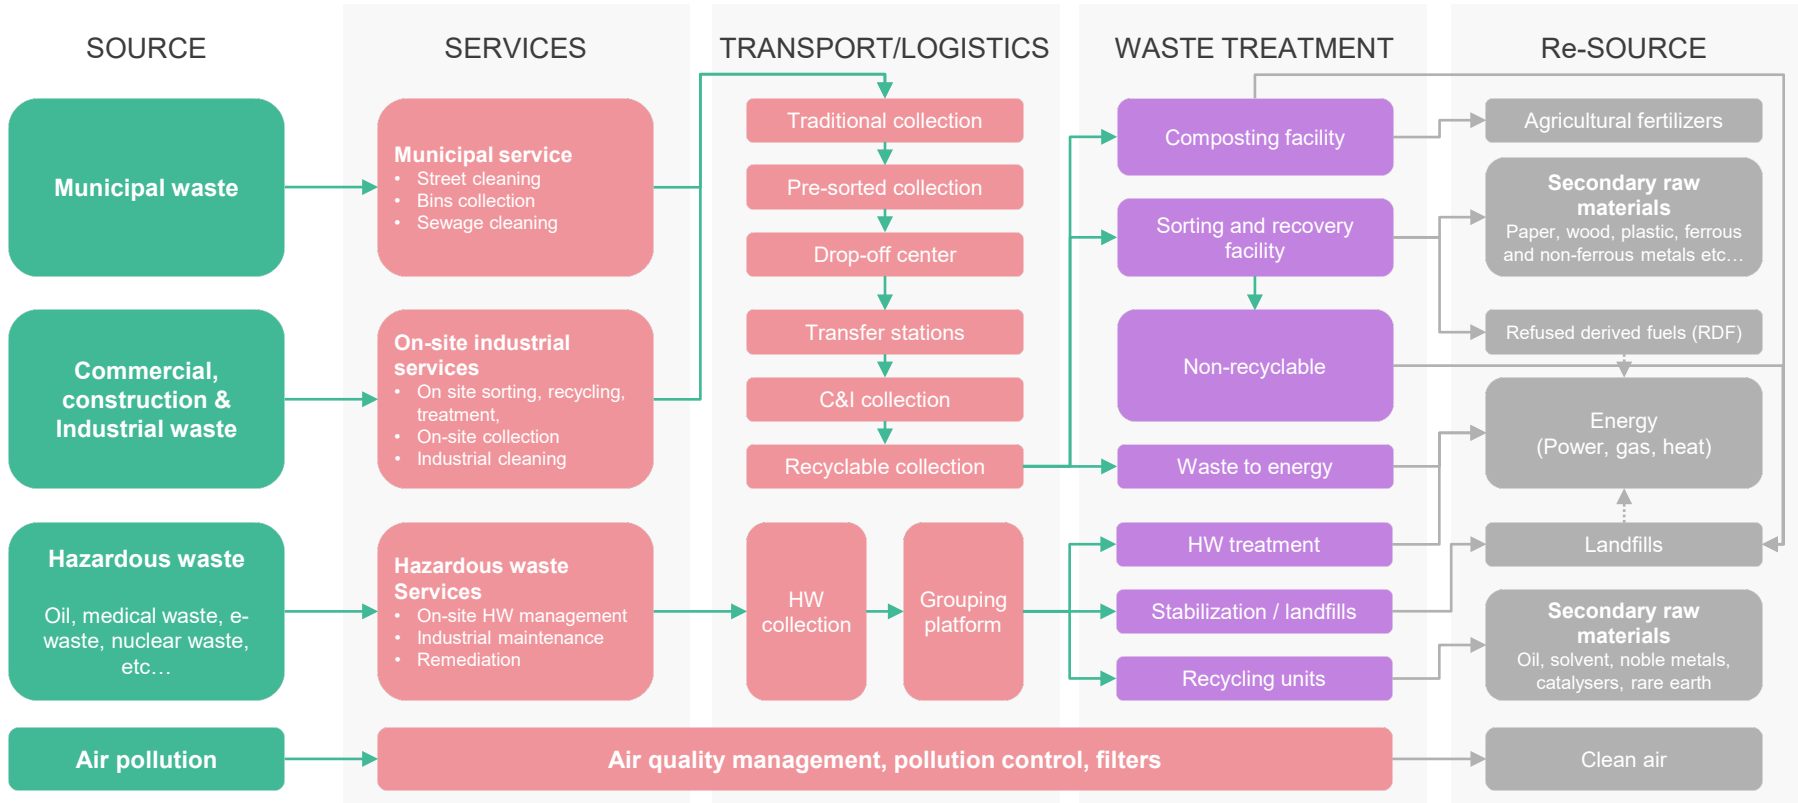 SOURCE
SERVICES
TRANSPORT/LOGISTICS
WASTE TREATMENT
Re-SOURCE
Municipal waste
Municipal service
• Street cleaning
• Bins collection
• Sewage cleaning
Traditional collection
Pre-sorted collection
Drop-off center
Transfer stations
C&I collection
Recyclable collection
Composting facility
Sorting and recovery
facility
Non-recyclable
Waste to energy
Agricultural fertilizers
Secondary raw
materials
Paper, wood, plastic, ferrous
and non-ferrous metals etc…
Refused derived fuels (RDF)
Energy
(Power, gas, heat)
Commercial,
construction &
Industrial waste
On-site industrial
services
• On site sorting, recycling,
treatment,
• On-site collection
• Industrial cleaning
Hazardous waste
Oil, medical waste, e-
waste, nuclear waste,
etc…
Hazardous waste
Services
• On-site HW management
• Industrial maintenance
• Remediation
HW
collection
Grouping
platform
HW treatment
Stabilization / landfills
Recycling units
Landfills
Secondary raw
materials
Oil, solvent, noble metals,
catalysers, rare earth
Air pollution
Air quality management, pollution control, filters
Clean air